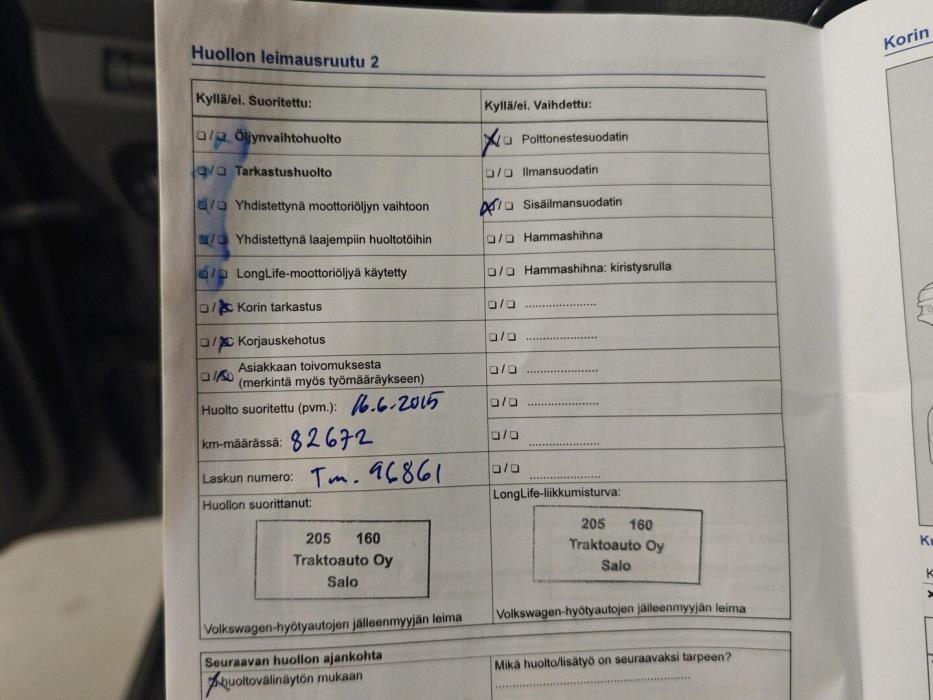 Huollon leimausruutu 2
Korin
Kyllä/ei. Suoritettu:
Öljynvaihtohuolto
Tarkastushuolto
Yhdistettynä moottoriöljyn vaihtoon
Yhdistettynä laajempiin huoltotöihin
LongLife-moottoriöljyä käytetty
Korin tarkastus
Korjauskehotus
Asiakkaan toivomuksesta
(merkintä myös työmääräykseen)
Huolto suoritettu (pvm.): 16.6.2015
km-määrässä: 82672
Laskun numero: Tm. 96861
Huollon suorittanut:
205 160
Traktoauto Oy
Salo
Volkswagen-hyötyautojen jälleenmyyjän leima
Kyllä/ei. Vaihdettu:
Polttonestesuodatin
Ilmansuodatin
Sisäilmansuodatin
Hammashihna
Hammashihna: kiristysrulla
LongLife-liikkumisturva:
205 160
Traktoauto Oy
Salo
Volkswagen-hyötyautojen jälleenmyyjän leima
Seuraavan huollon ajankohta
huoltovälinäytön mukaan
Mikä huolto/lisätyö on seuraavaksi tarpeen?